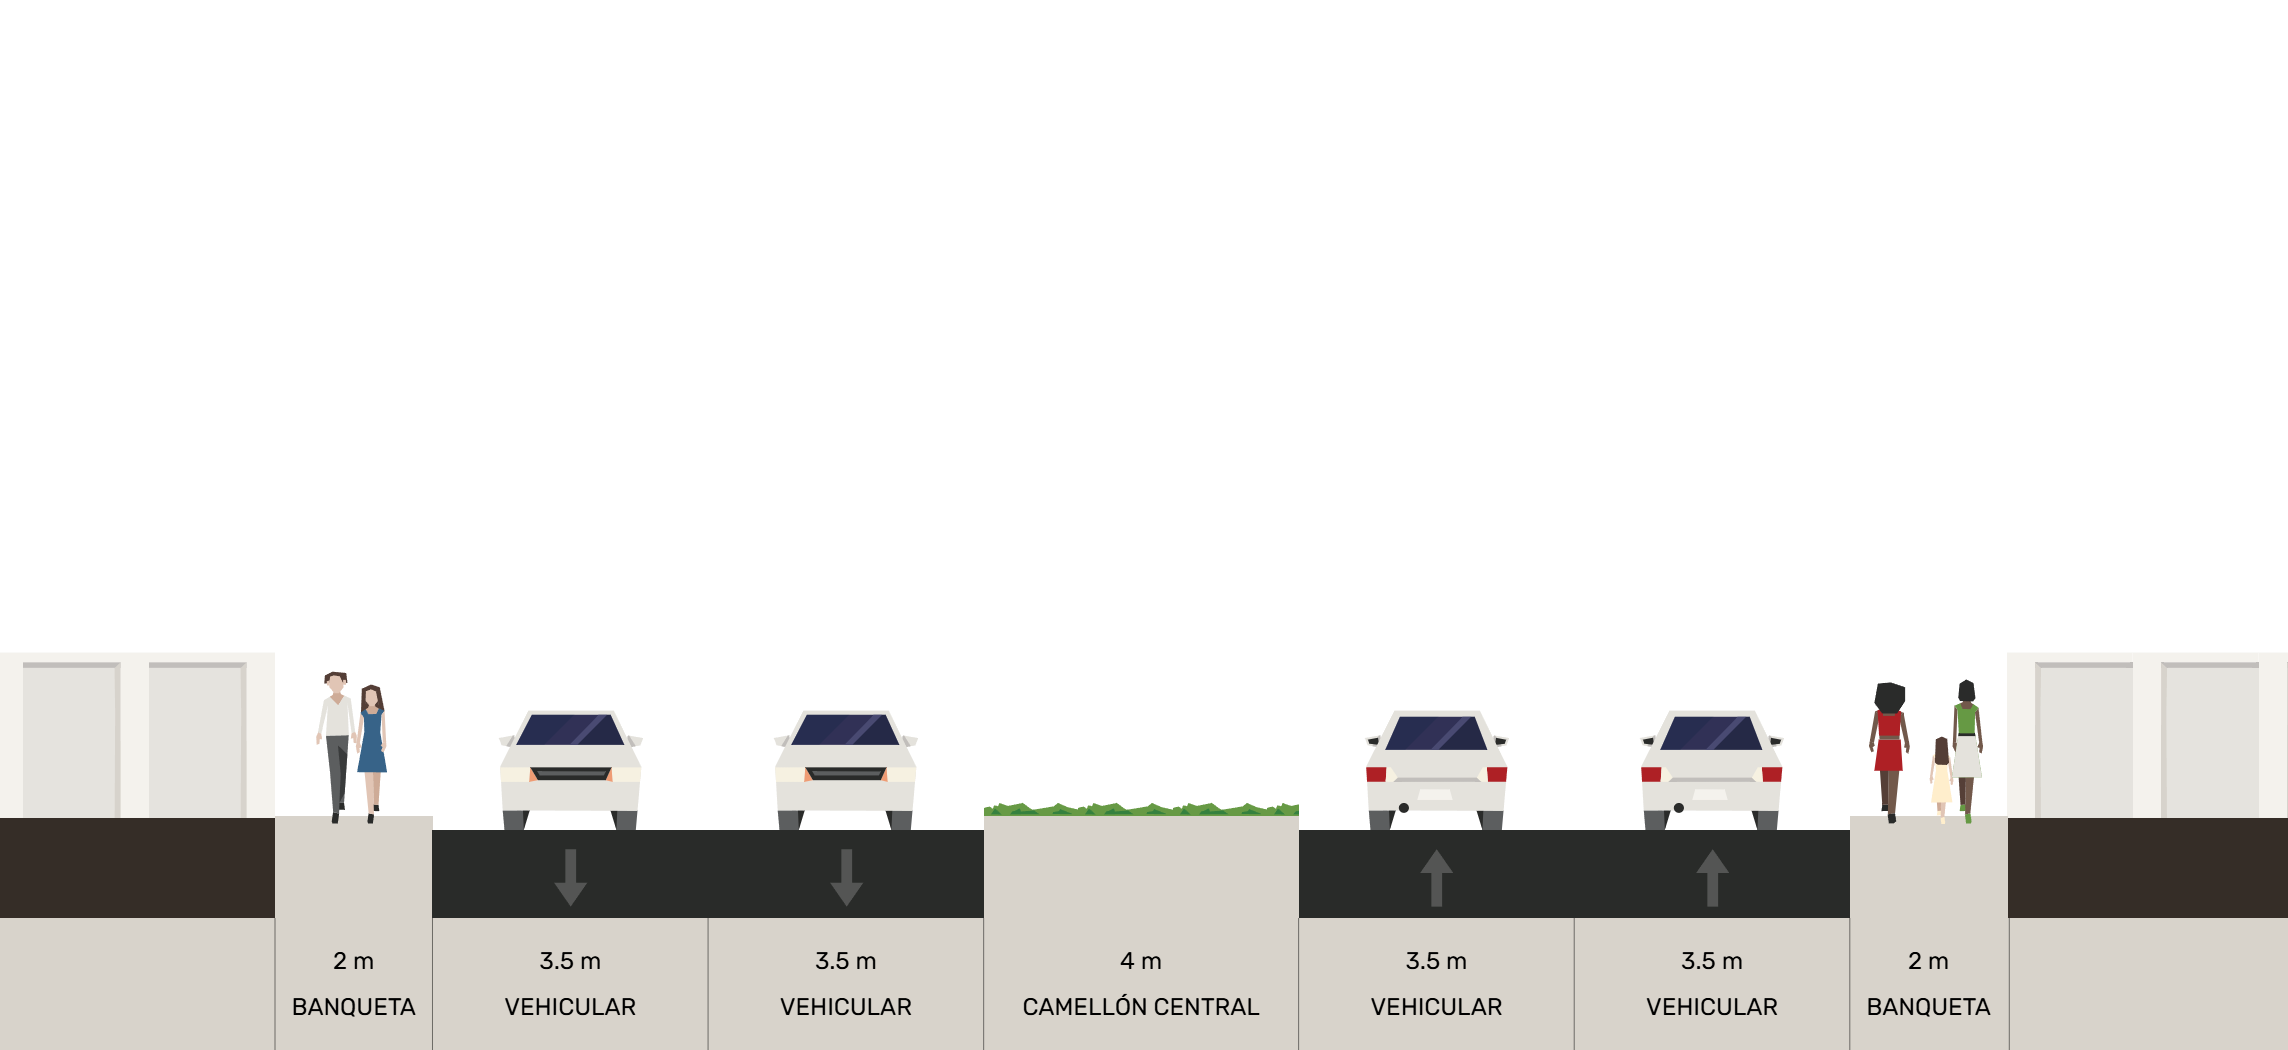 2 m
BANQUETA
3.5 m
VEHICULAR
3.5 m
VEHICULAR
4 m
CAMELLÓN CENTRAL
3.5 m
VEHICULAR
3.5 m
VEHICULAR
2 m
BANQUETA